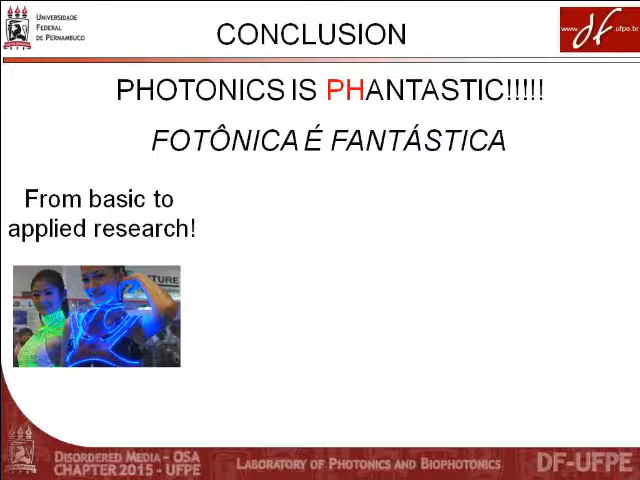 UNIVERSIDADE
FEDERAL
DE PERNAMBUCO
CONCLUSION
www.df.ufpe.br
PHOTONICS IS PHANTASTIC!!!!!
FOTÔNICA É FANTÁSTICA
From basic to
applied research!
TURE
DISORDERED MEDIA - OSA
CHAPTER 2015 - UFPE
LABORATORY OF PHOTONICS AND BIOPHOTONICS
DF-UFPE